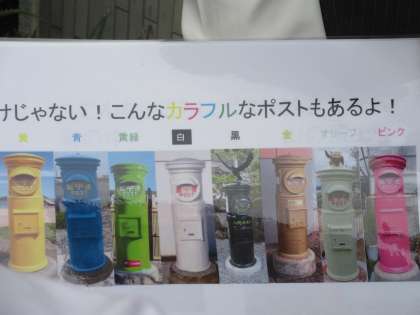 けじゃない！こんなカラフルなポストもあるよ！
黄 青 黄緑 白 黒 金 オリーブ ピンク